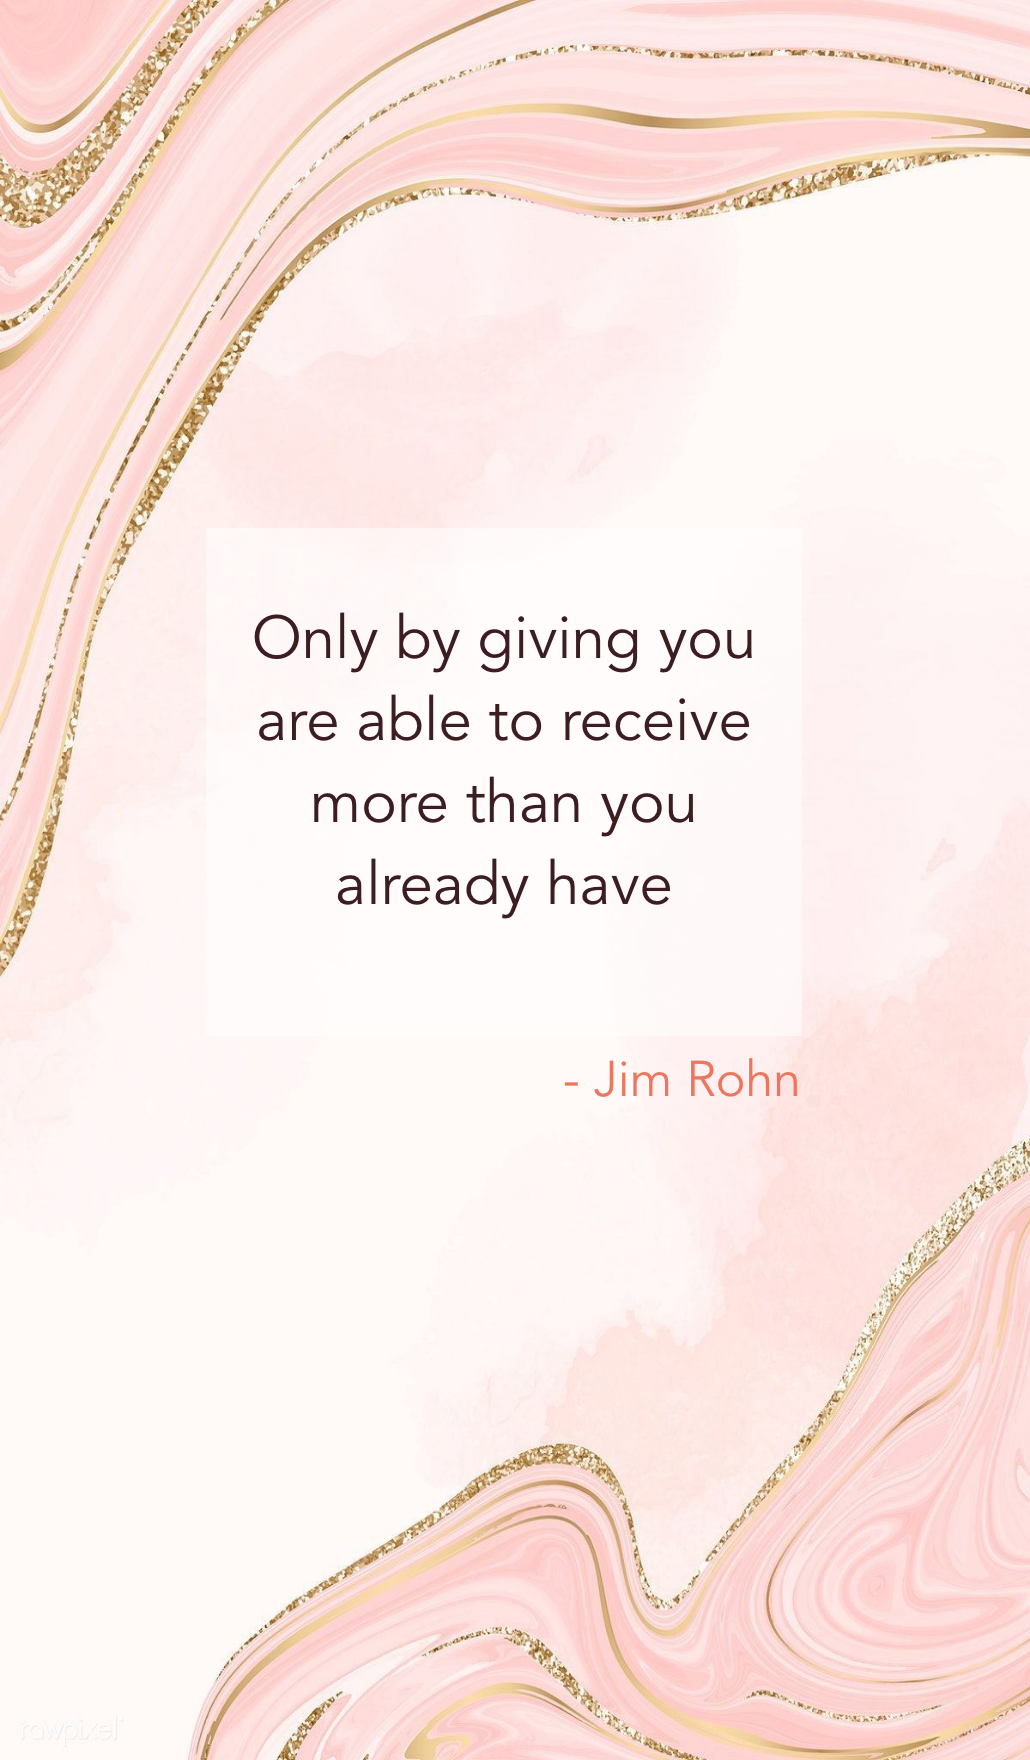 Only by giving you
are able to receive
more than you
already have
- Jim Rohn
rawpixel